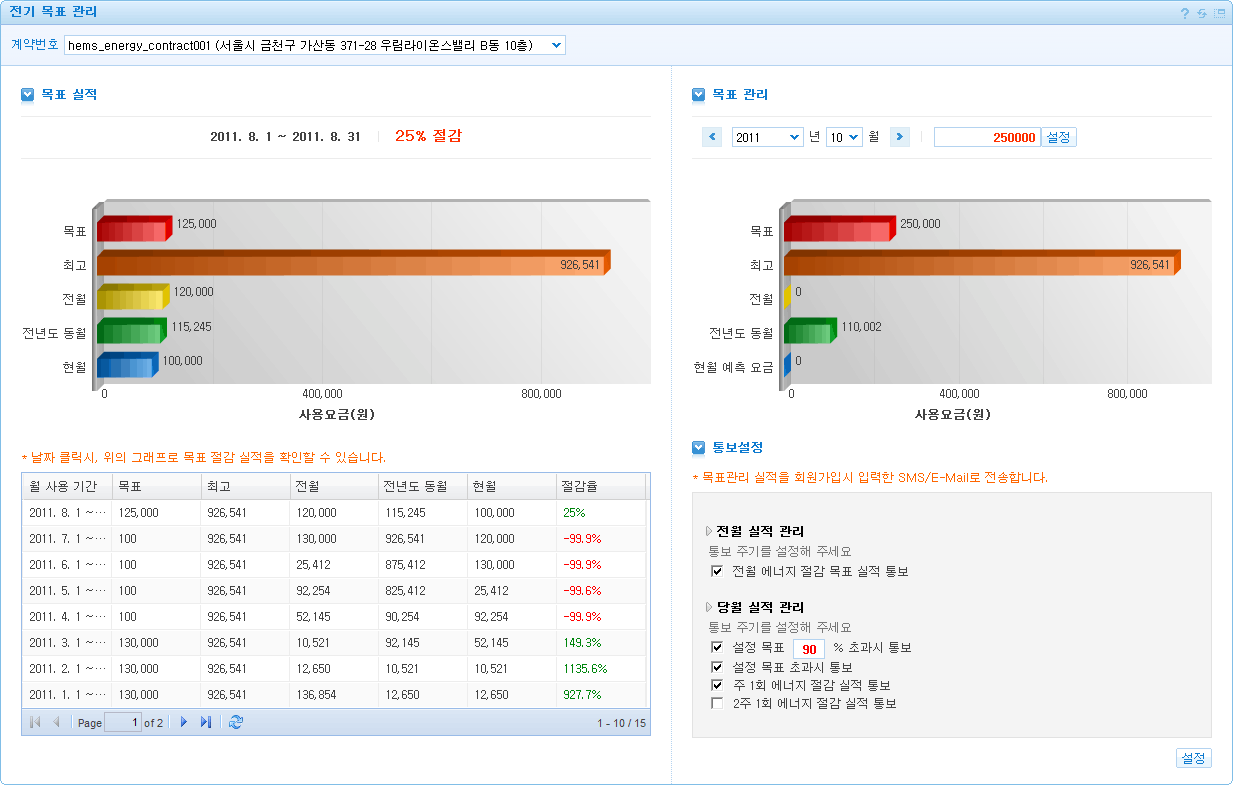 전기 목표 관리
계약번호 hems_energy_contract001 (서울시 금천구 가산동 371-28 우림라이온스밸리 B동 10층)
목표 실적
2011. 8. 1 ~ 2011. 8. 31 25% 절감
목표 125,000
최고 926,541
전월 120,000
전년도 동월 115,245
현월 100,000
0 400,000 800,000
사용요금(원)
* 날짜 클릭시, 위의 그래프로 목표 절감 실적을 확인할 수 있습니다.
월 사용 기간 목표 최고 전월 전년도 동월 현월 절감율
2011. 8. 1 ~··· 125,000 926,541 120,000 115,245 100,000 25%
2011. 7. 1 ~··· 100 926,541 130,000 926,541 120,000 -99.9%
2011. 6. 1 ~··· 100 926,541 25,412 875,412 130,000 -99.9%
2011. 5. 1 ~··· 100 926,541 92,254 825,412 25,412 -99.6%
2011. 4. 1 ~··· 100 926,541 52,145 90,254 92,254 -99.9%
2011. 3. 1 ~··· 130,000 926,541 10,521 92,145 52,145 149.3%
2011. 2. 1 ~··· 130,000 926,541 12,650 10,521 10,521 1135.6%
2011. 1. 1 ~··· 130,000 926,541 136,854 12,650 12,650 927.7%
Page 1 of 2 1 - 10 / 15
목표 관리
2011 년 10 월 250000 설정
목표 250,000
최고 926,541
전월 0
전년도 동월 110,002
현월 예측 요금 0
0 400,000 800,000
사용요금(원)
통보설정
* 목표관리 실적을 회원가입시 입력한 SMS/E-Mail로 전송합니다.
전월 실적 관리
통보 주기를 설정해 주세요
전월 에너지 절감 목표 실적 통보
당월 실적 관리
통보 주기를 설정해 주세요
설정 목표 90 % 초과시 통보
설정 목표 초과시 통보
주 1회 에너지 절감 실적 통보
2주 1회 에너지 절감 실적 통보
설정